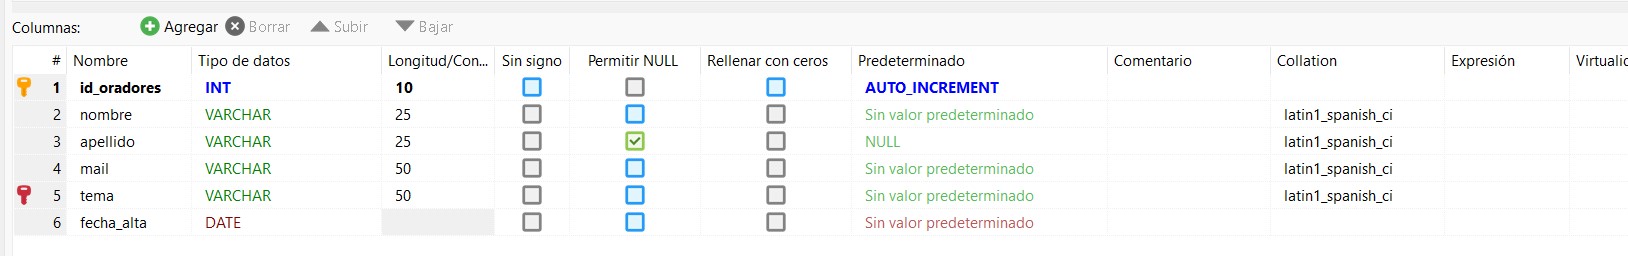 Columnas: Agregar Borrar Subir Bajar
# Nombre Tipo de datos Longitud/Con... Sin signo Permitir NULL Rellenar con ceros Predeterminado Comentario Collation Expresión Virtualic
1 id_oradores INT 10 AUTO_INCREMENT
2 nombre VARCHAR 25 Sin valor predeterminado latin1_spanish_ci
3 apellido VARCHAR 25 NULL latin1_spanish_ci
4 mail VARCHAR 50 Sin valor predeterminado latin1_spanish_ci
5 tema VARCHAR 50 Sin valor predeterminado latin1_spanish_ci
6 fecha_alta DATE Sin valor predeterminado